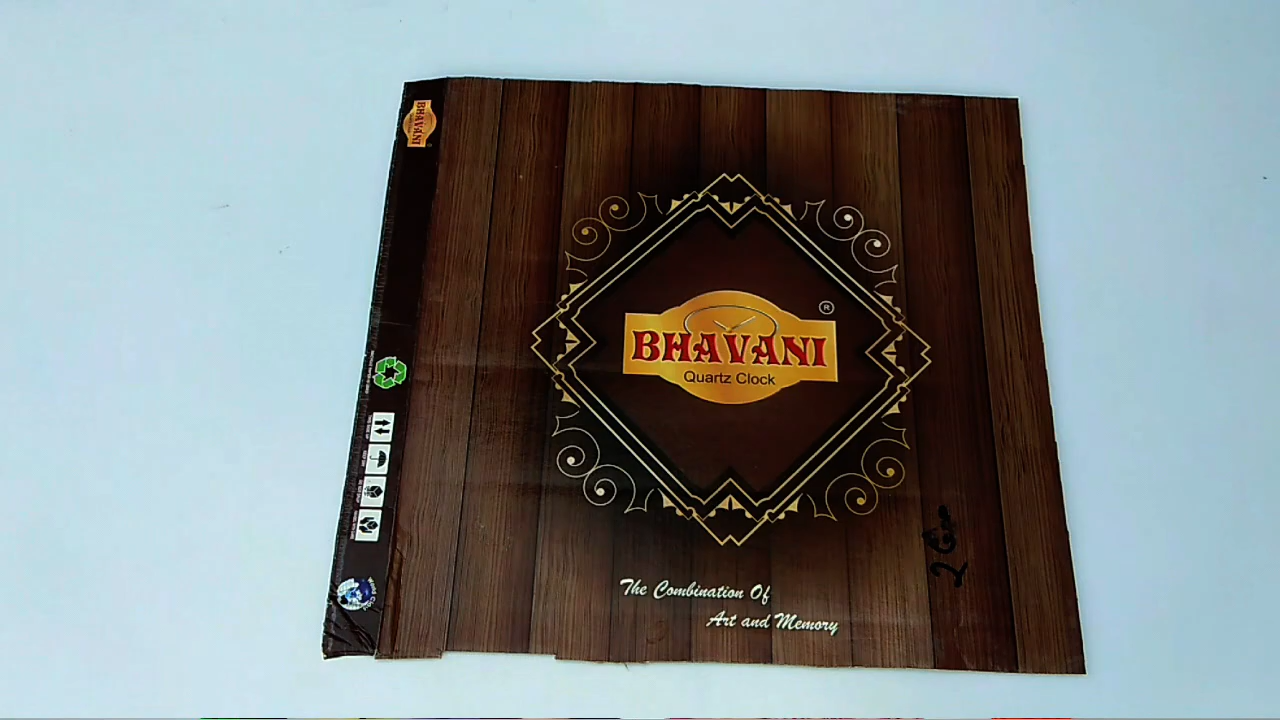 BHAVANI
®
BHAVANI
Quartz Clock
The Combination Of
Art and Memory